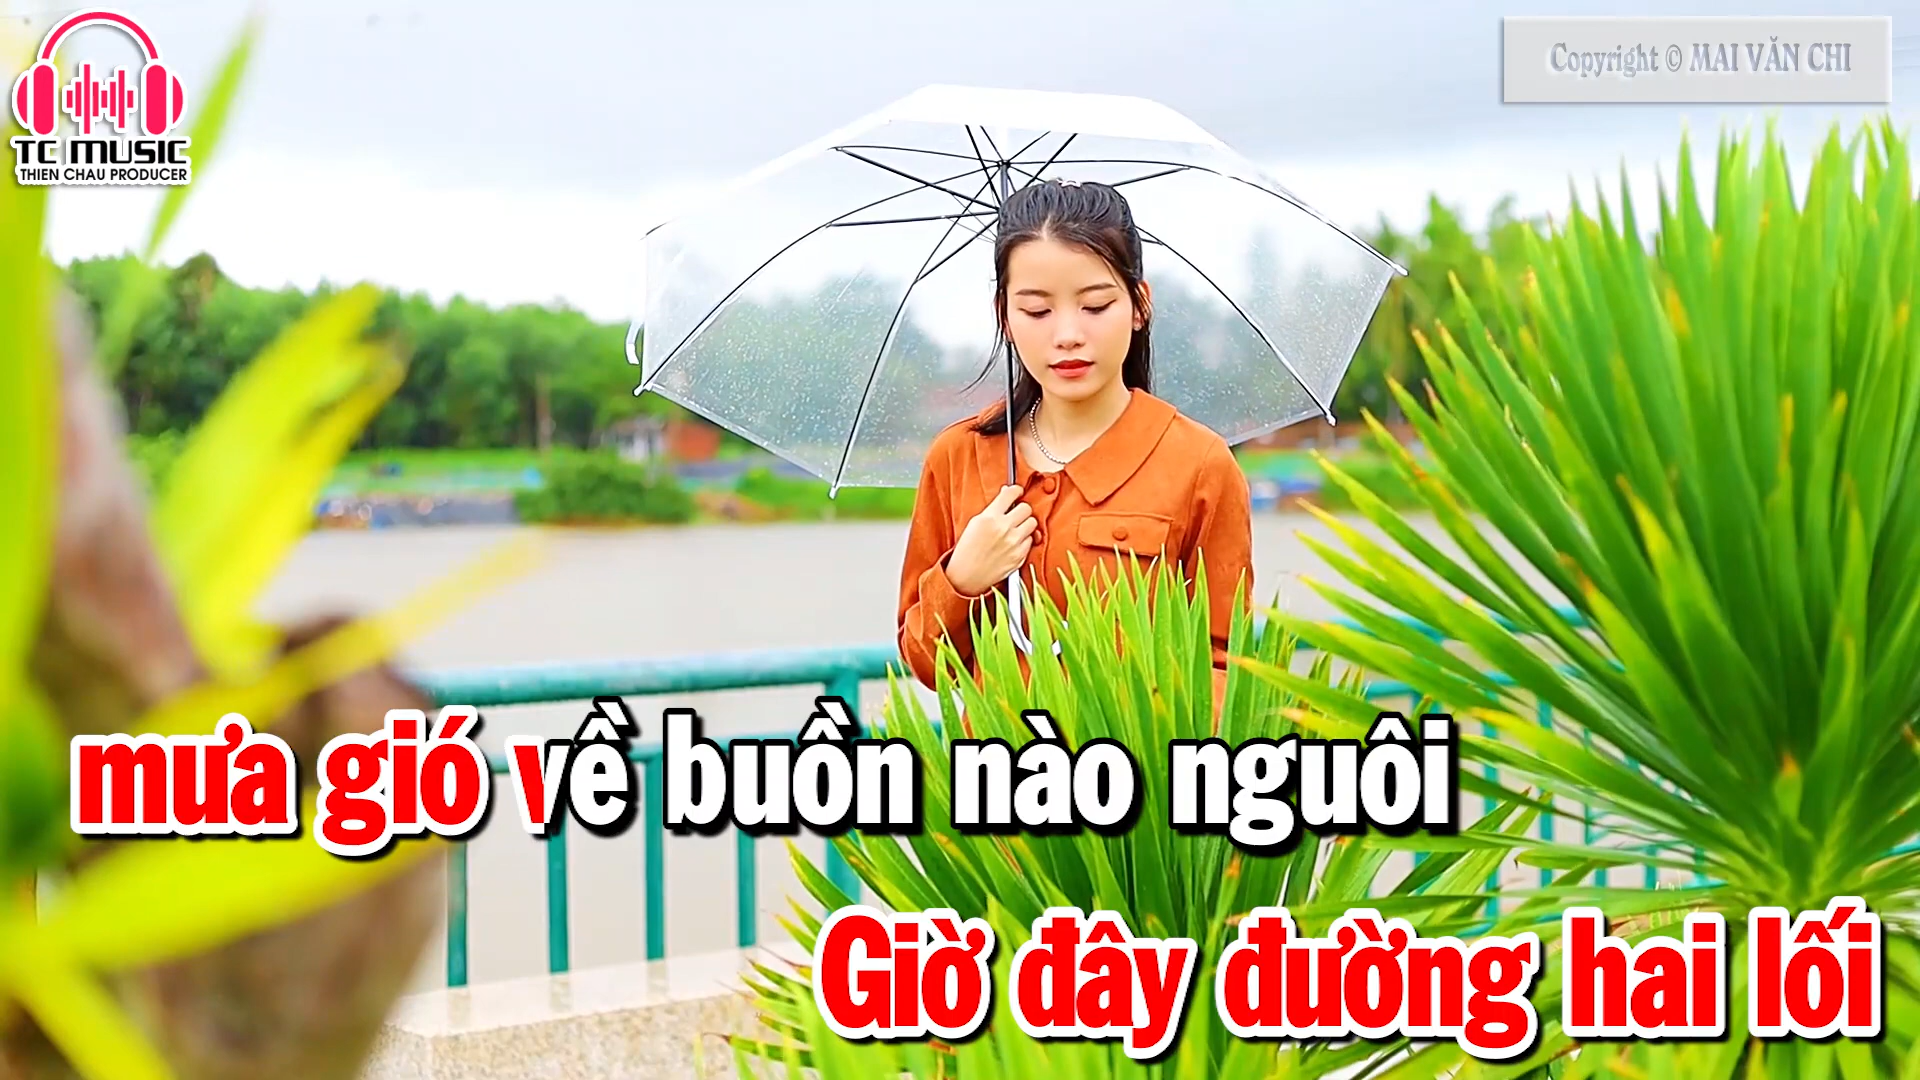 TC MUSIC
THIEN CHAU PRODUCER
Copyright © MAI VĂN CHI
mưa gió về buồn nào nguôi
Giờ đây đường hai lối